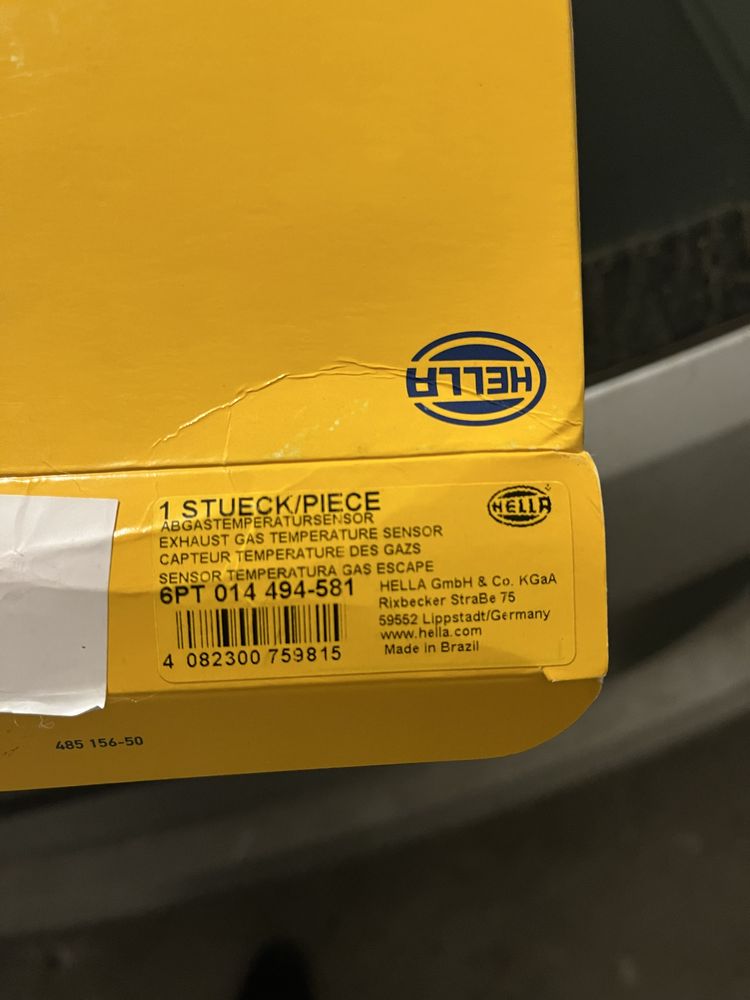 HELLA
1 STUECK/PIECE
ABGASTEMPERATURSENSOR
EXHAUST GAS TEMPERATURE SENSOR
CAPTEUR TEMPERATURE DES GAZS
SENSOR TEMPERATURA GAS ESCAPE
6PT 014 494-581
4 082300 759815
HELLA
HELLA GmbH & Co. KGaA
Rixbecker StraBe 75
59552 Lippstadt/Germany
www.hella.com
Made in Brazil
485 156-50